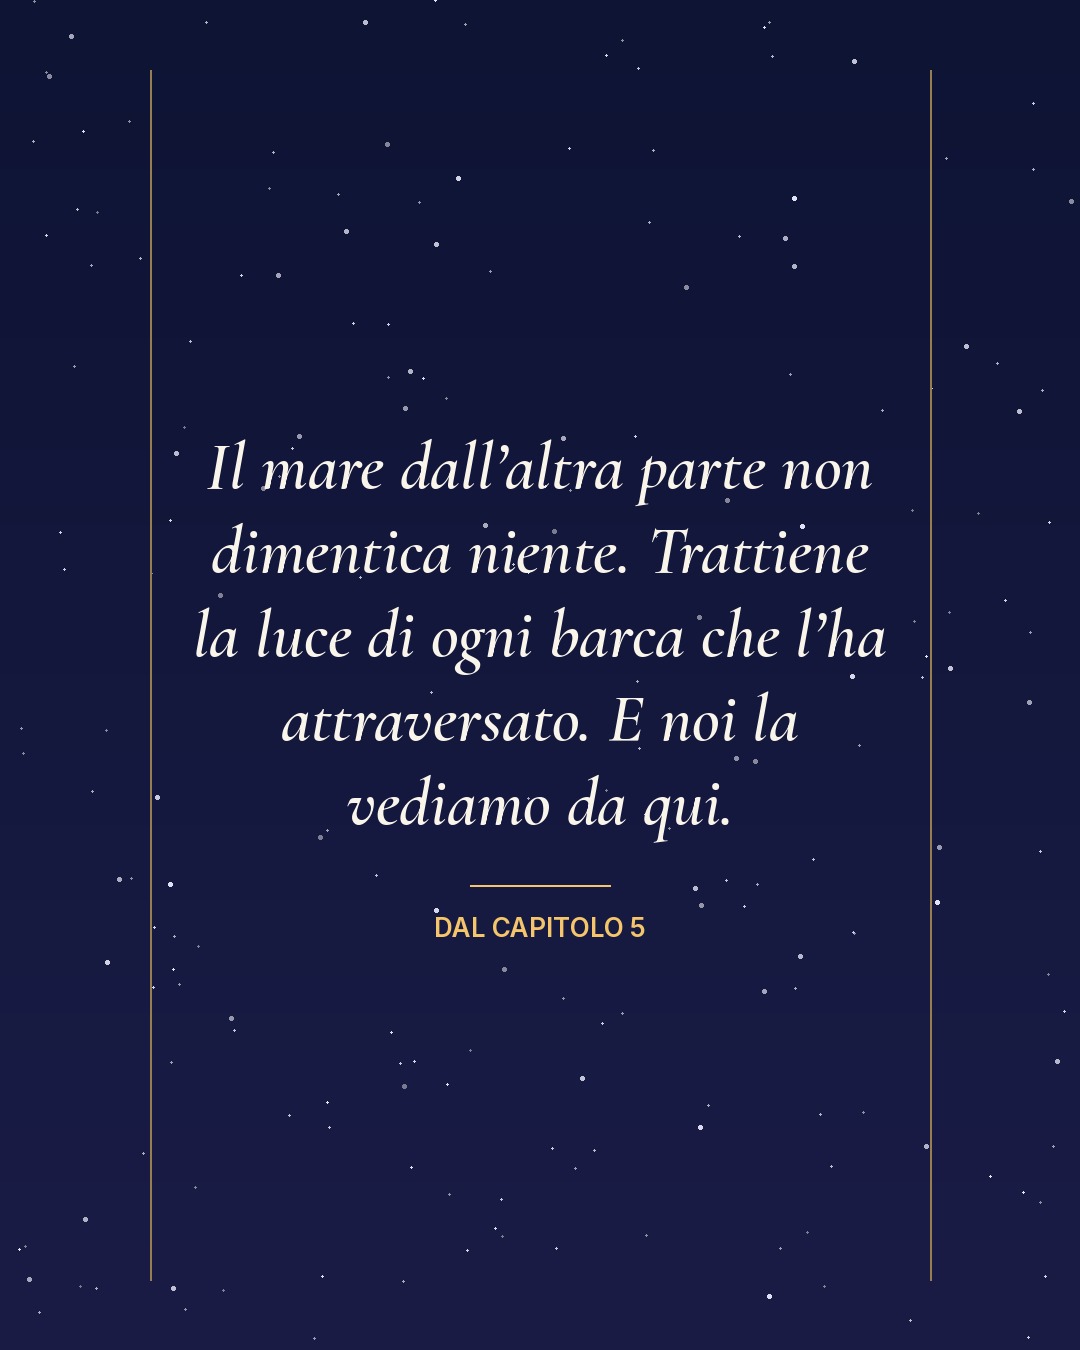 Il mare dall’altra parte non
dimentica niente. Trattiene
la luce di ogni barca che l’ha
attraversato. E noi la
vediamo da qui.
DAL CAPITOLO 5